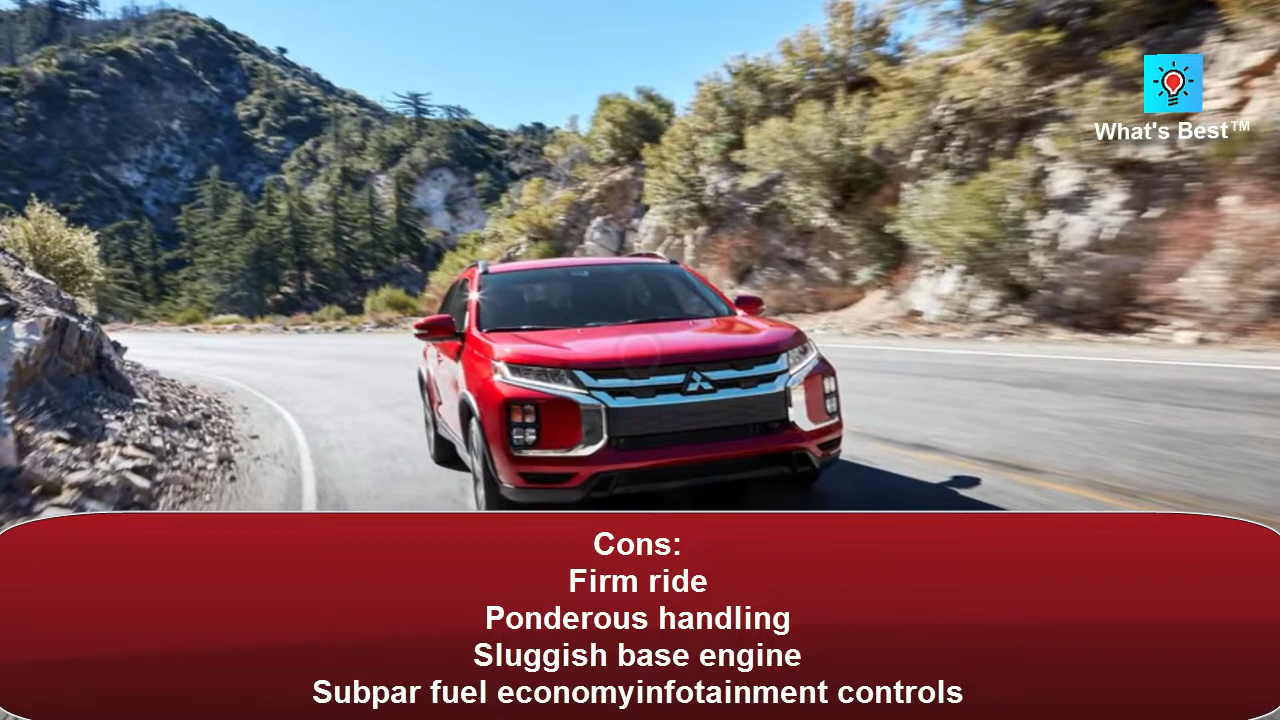 What's Best™
Cons:
Firm ride
Ponderous handling
Sluggish base engine
Subpar fuel economyinfotainment controls